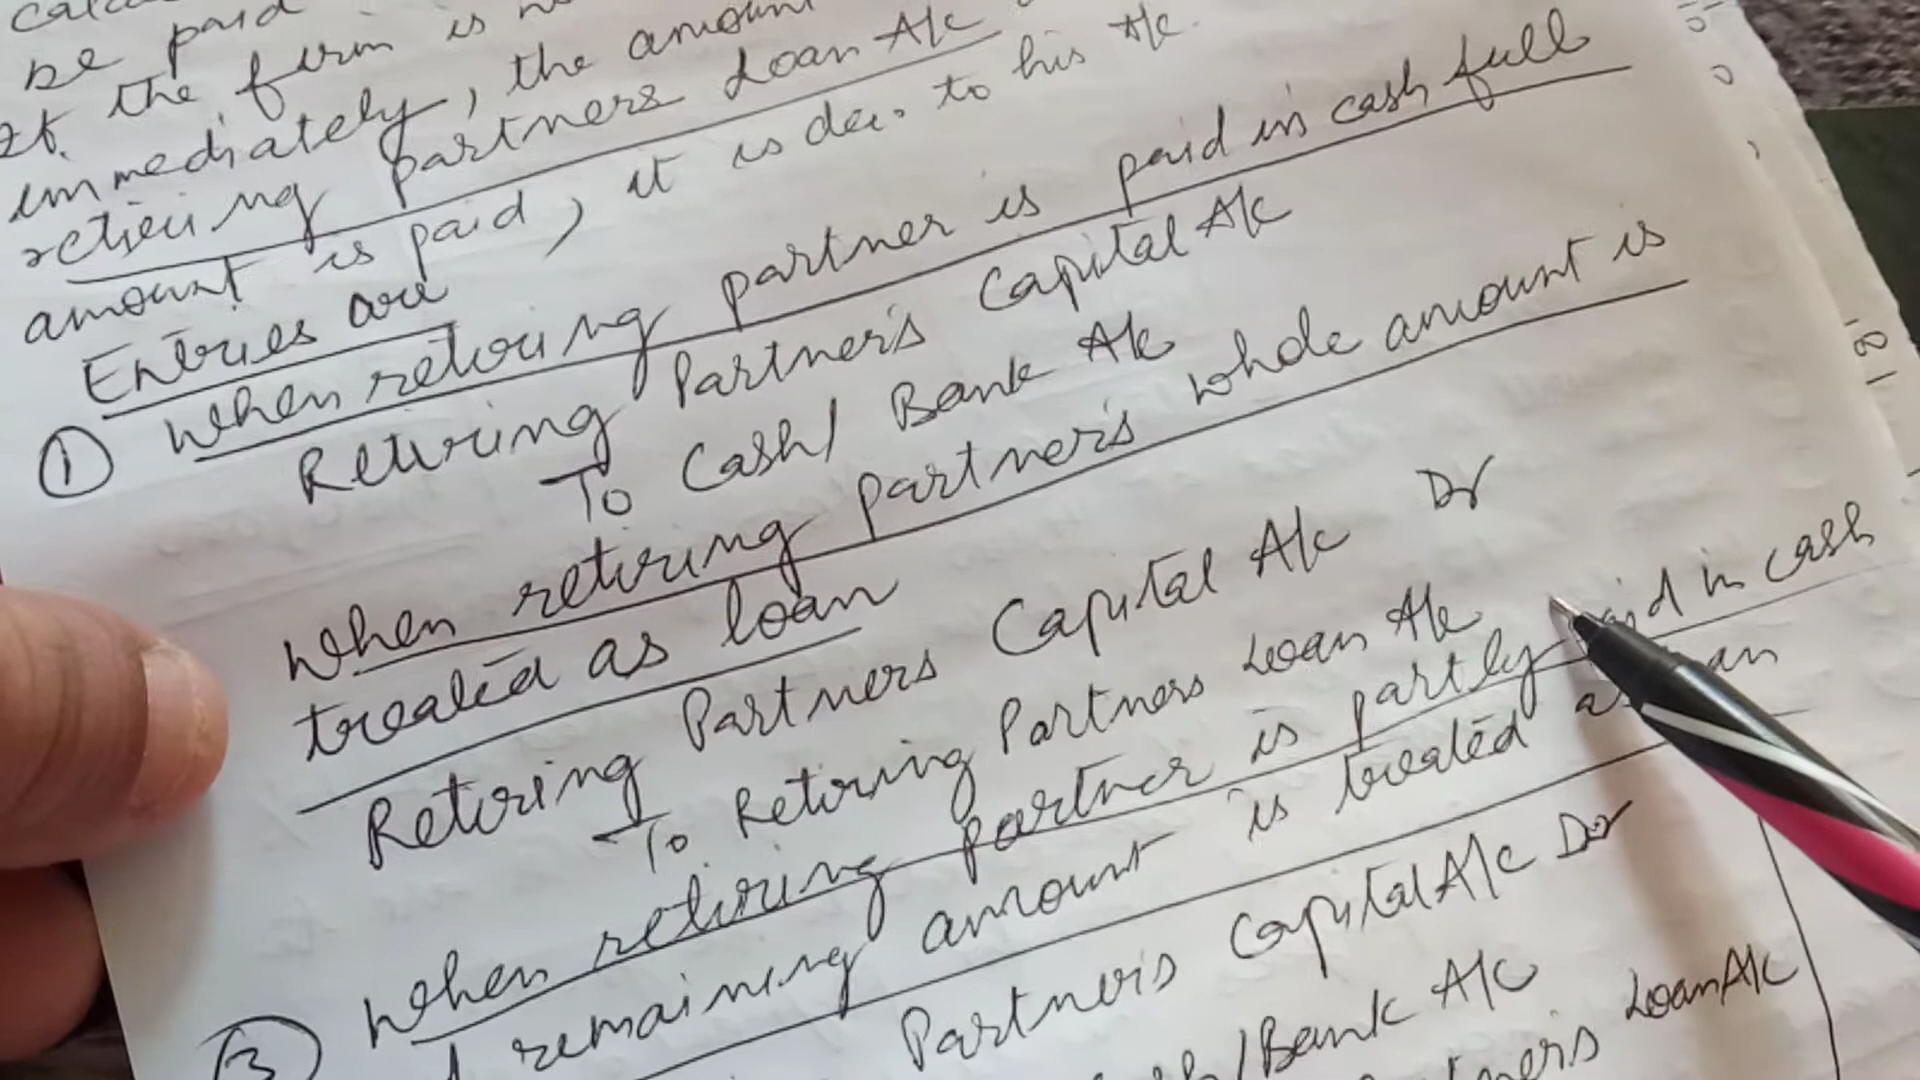 be paid
If the firm is
immediately, the amount
retiring partners Loan A/c
amount is paid, it is to his A/c.
Entries are
① When retiring partner is paid in cash full
Retiring Partner's Capital A/c
To Cash/ Bank A/c
When retiring partner's whole amount is
treated as loan
Retiring Partners Capital A/c Dr
To Retiring Partners Loan A/c
③ When retiring partner is partly paid in cash
remaining amount is treated as
Partner's Capital A/c Dr
/Bank A/c
Loan A/c